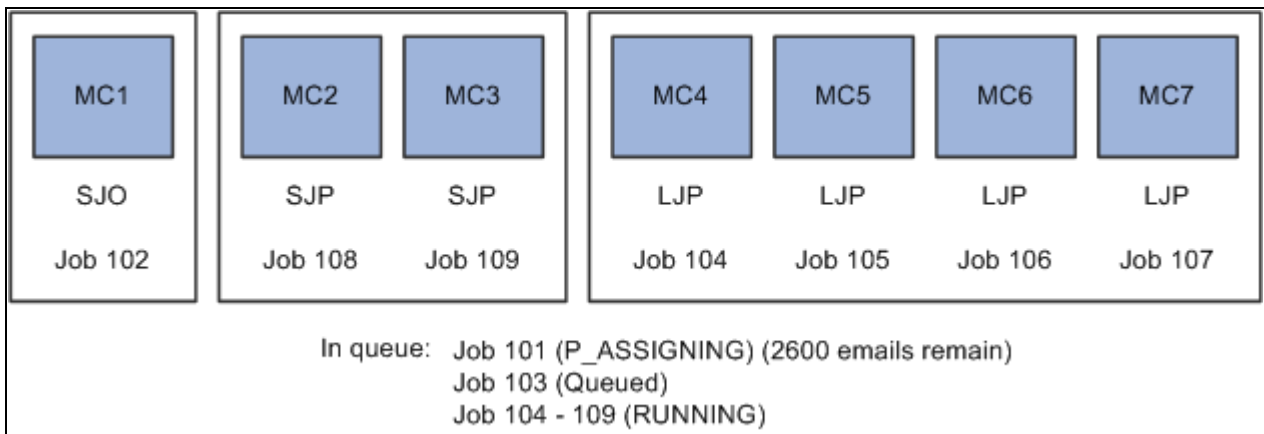 MC1 MC2 MC3 MC4 MC5 MC6 MC7
SJO SJP SJP LJP LJP LJP LJP
Job 102 Job 108 Job 109 Job 104 Job 105 Job 106 Job 107
In queue: Job 101 (P_ASSIGNING) (2600 emails remain)
Job 103 (Queued)
Job 104 - 109 (RUNNING)